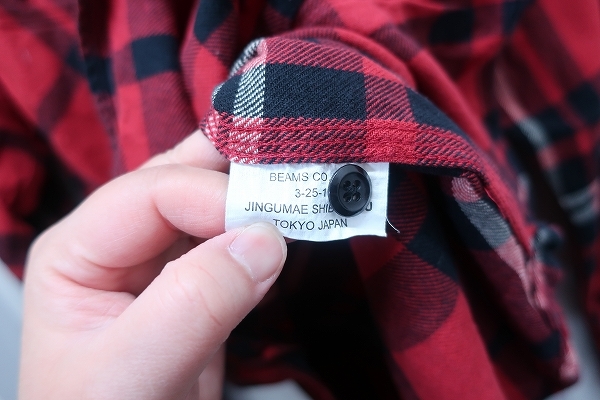 BEAMS CO
3-25-1
JINGUMAE
TOKYO JAPAN